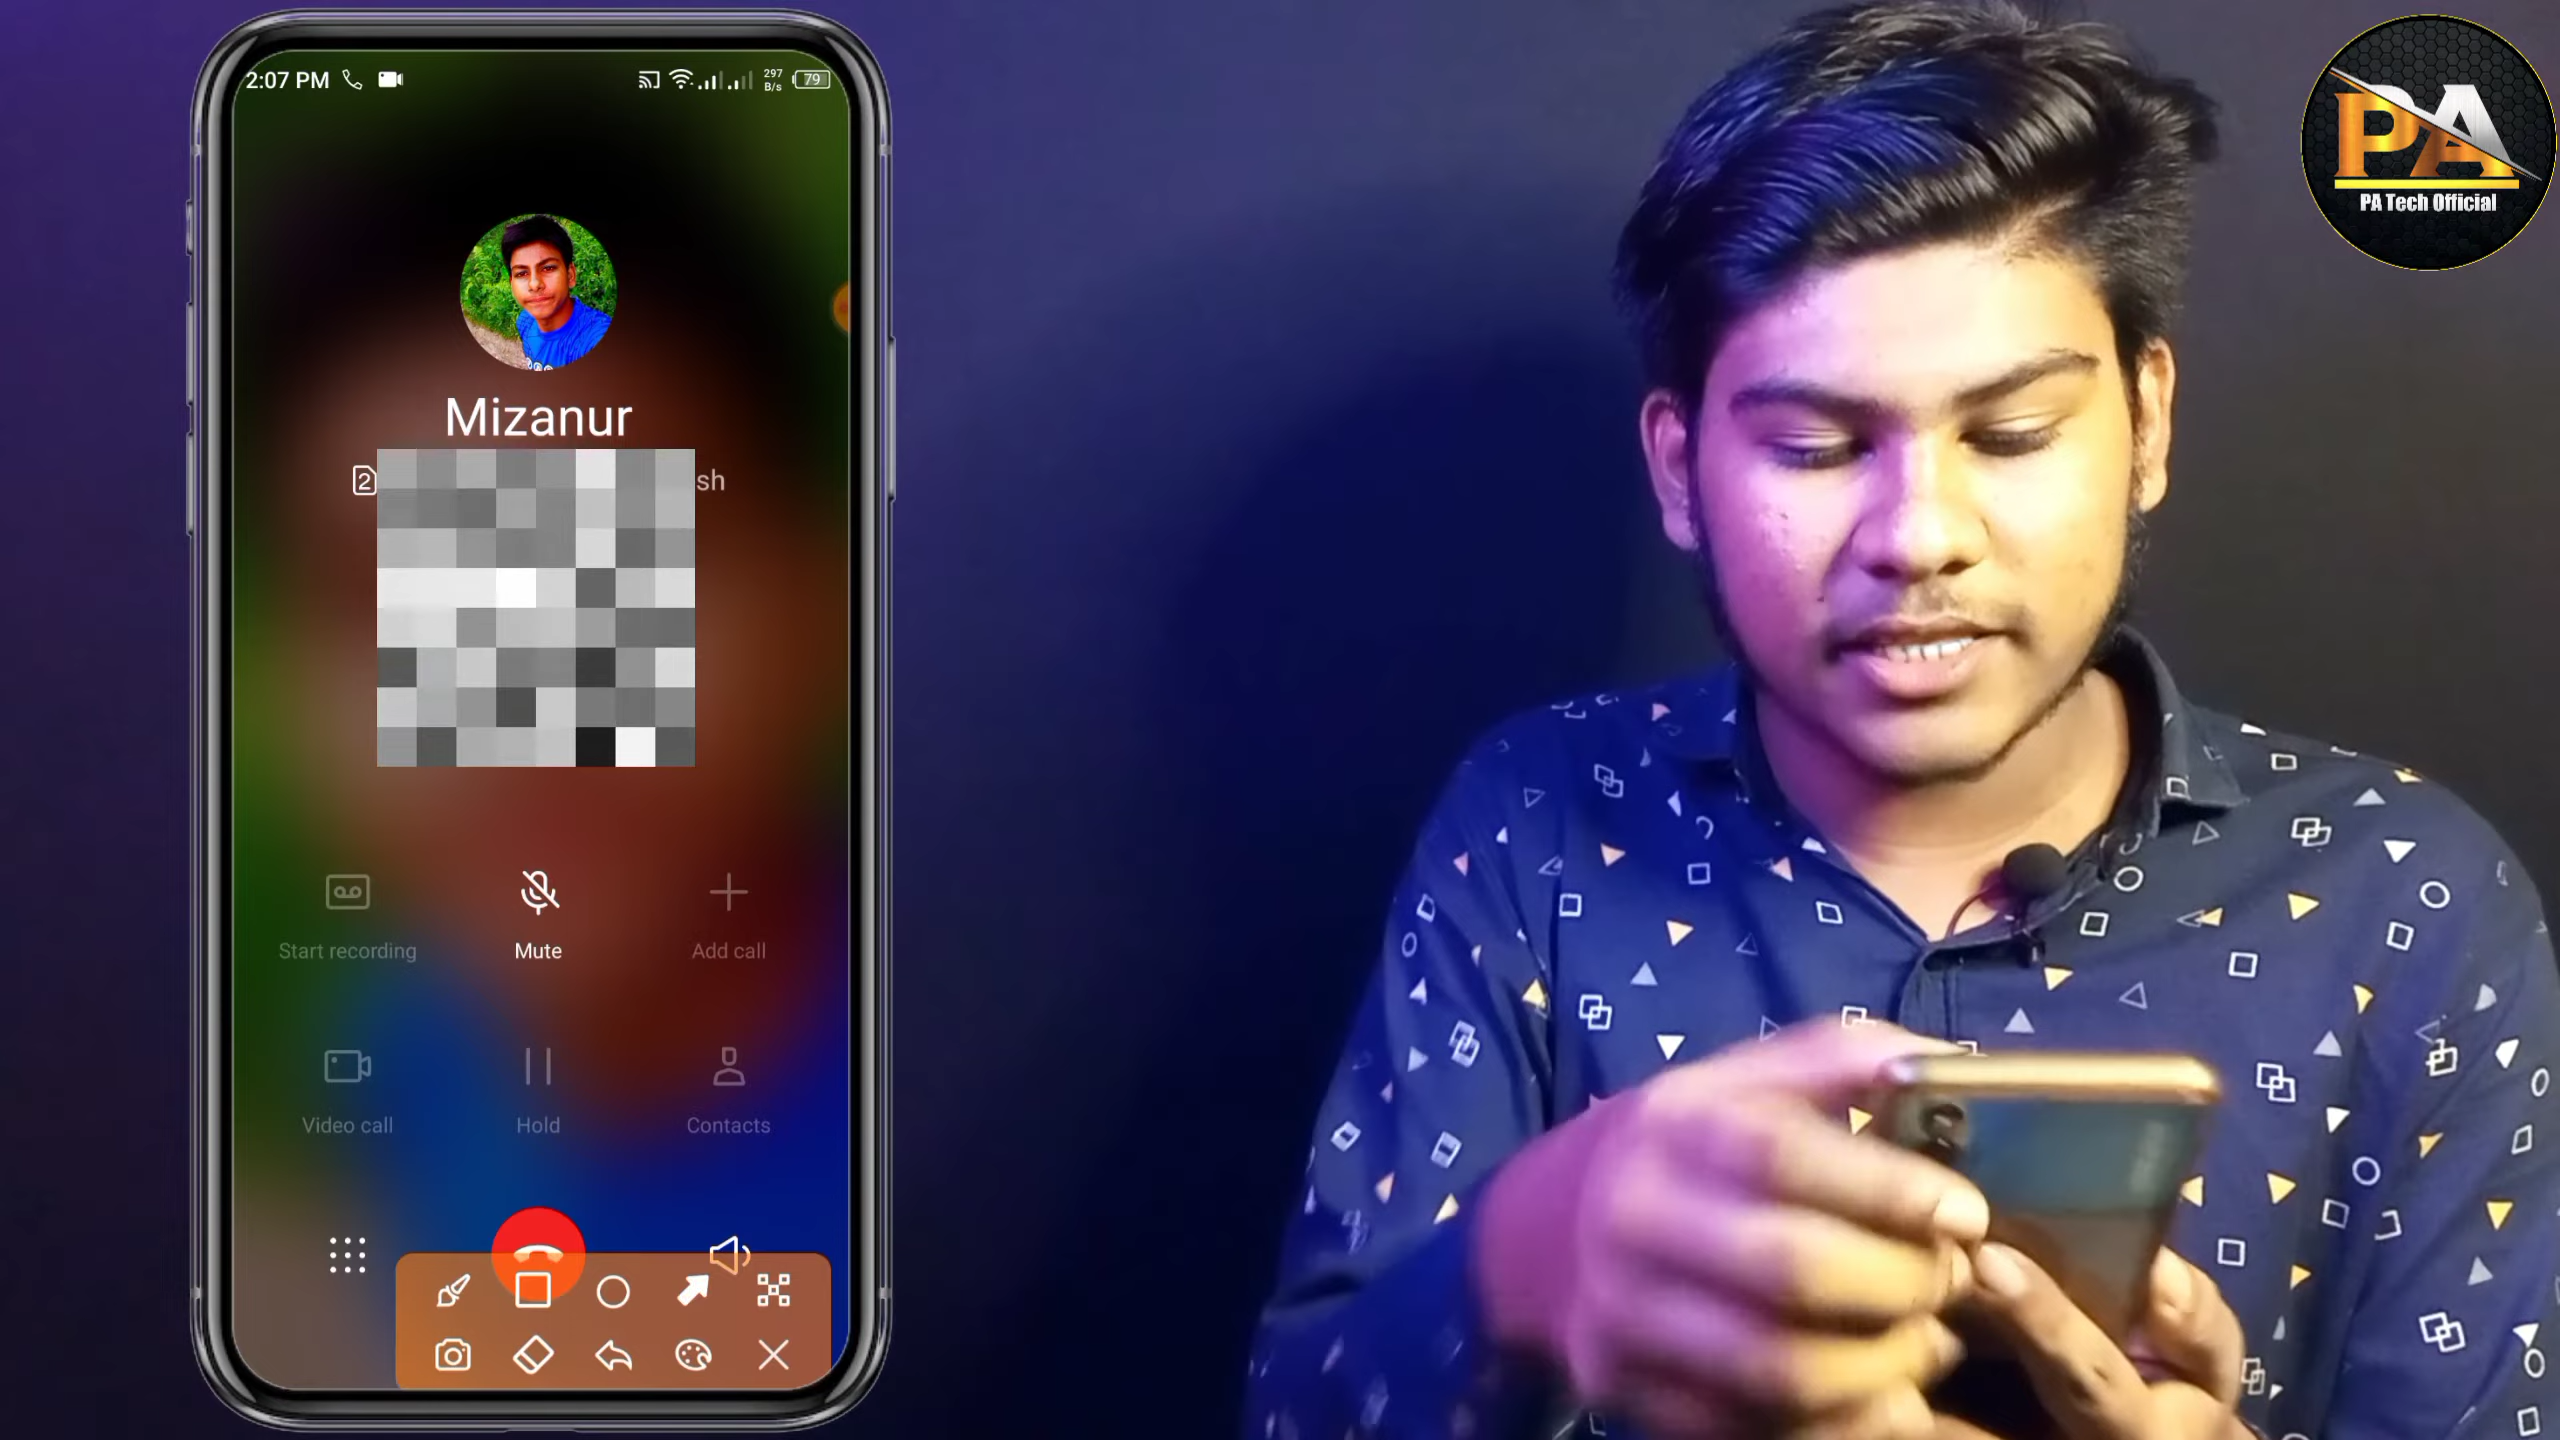 2:07 PM
297
B/s
79
PA
PA Tech Official
Mizanur
2
sh
Start recording
Mute
Add call
Video call
Hold
Contacts